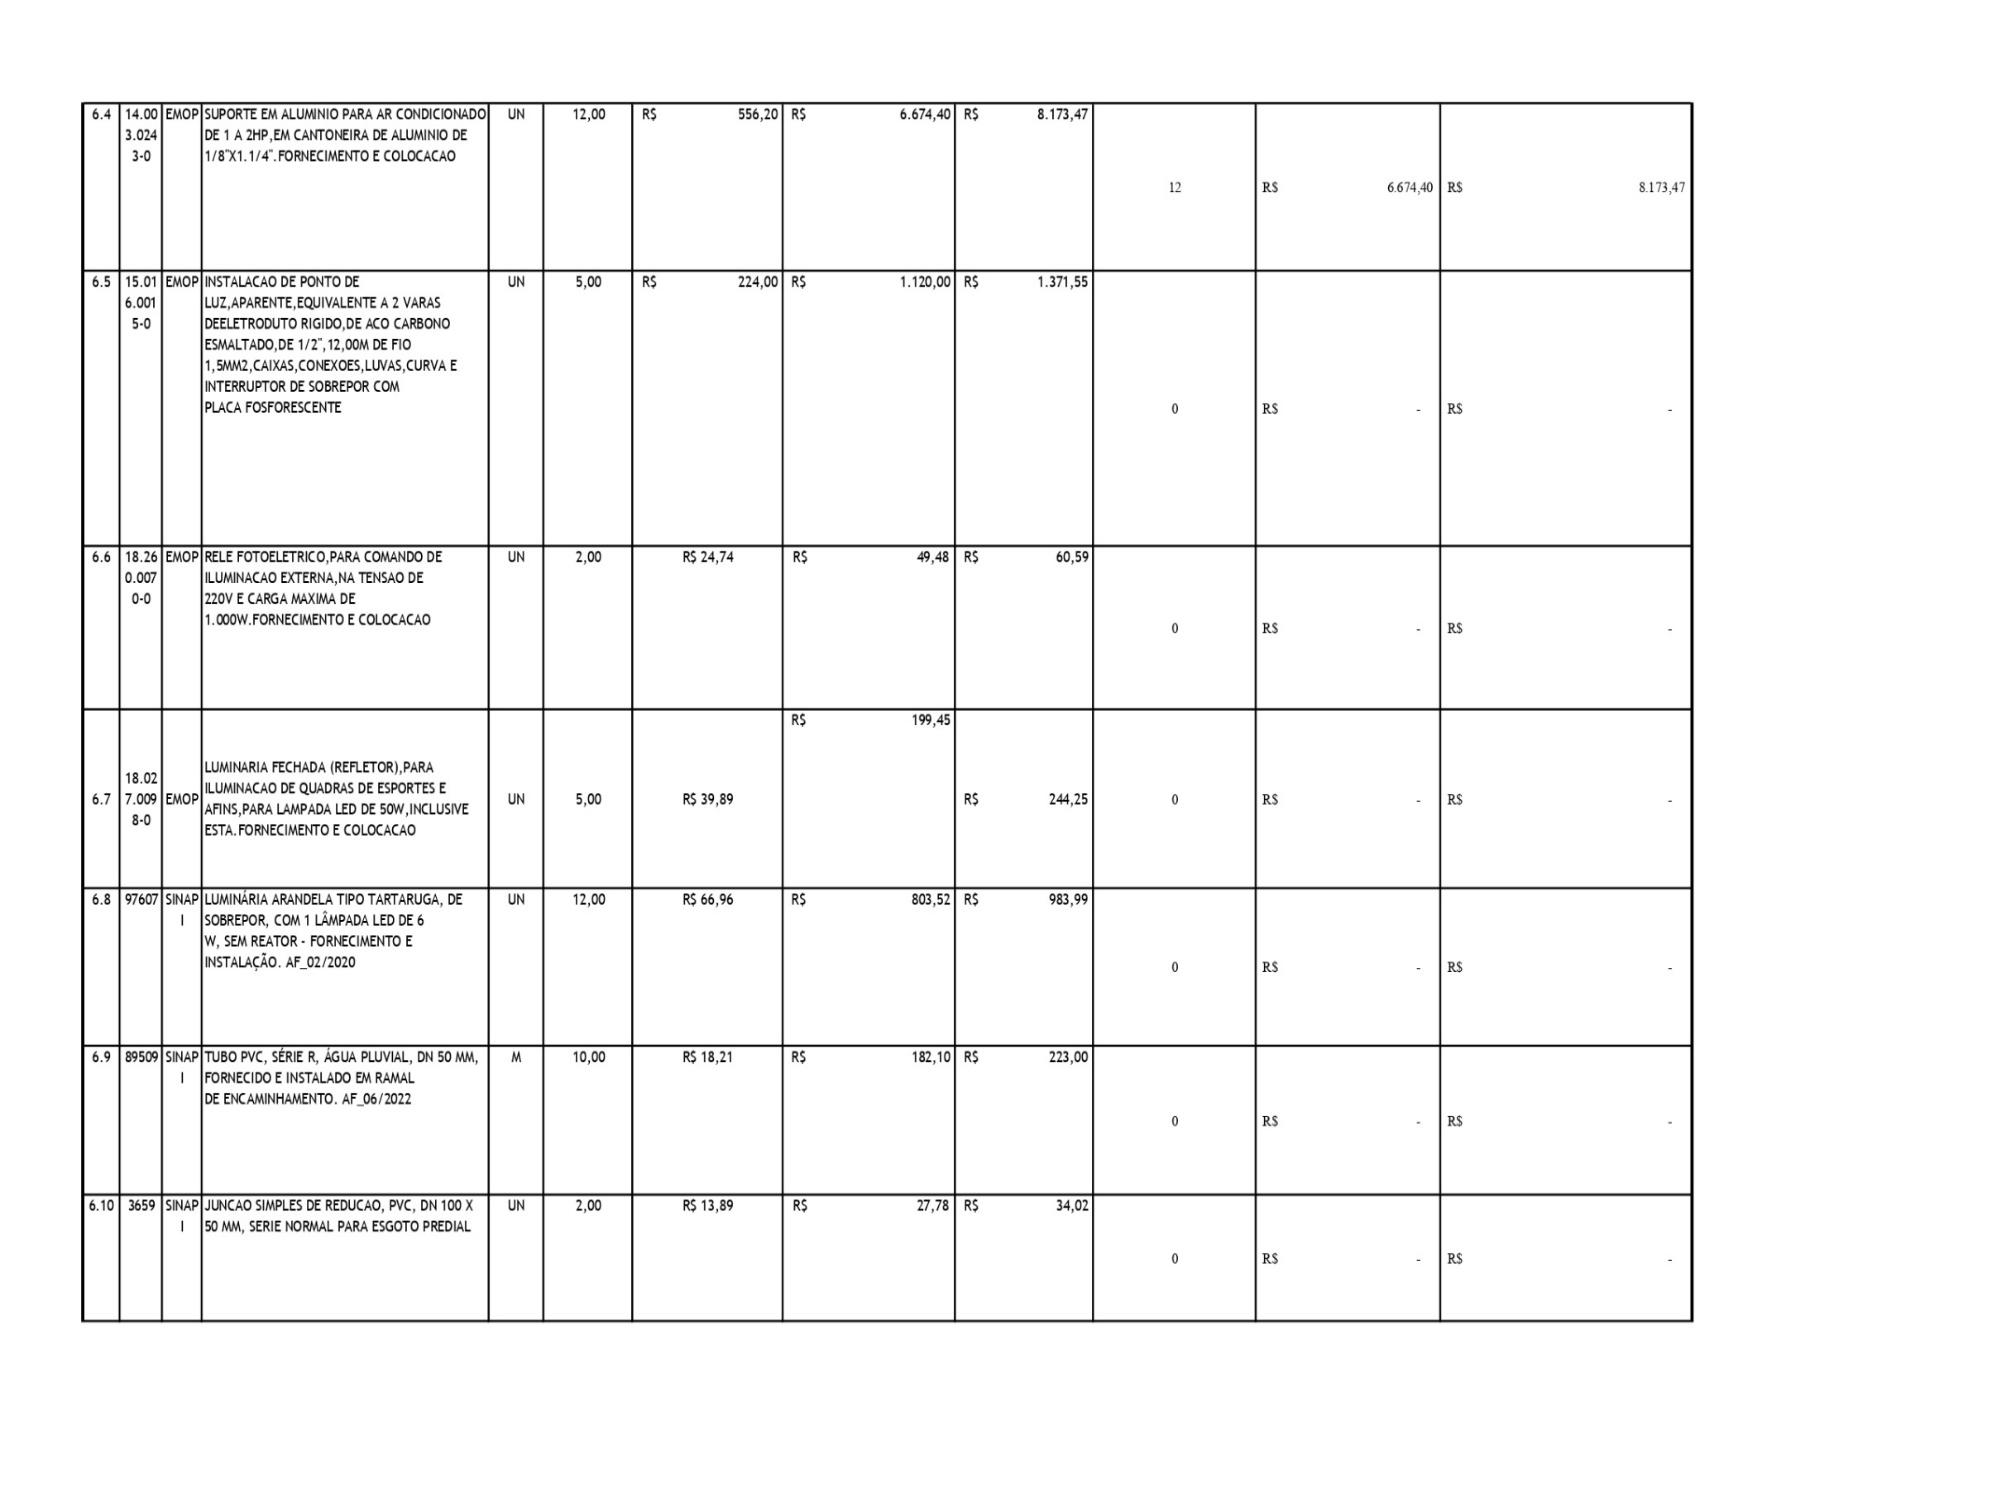 6.4 14.00 EMOP SUPORTE EM ALUMINIO PARA AR CONDICIONADO UN 12,00 R$ 556,20 R$ 6.674,40 R$ 8.173,47
3.024 DE 1 A 2HP,EM CANTONEIRA DE ALUMINIO DE
3-0 1/8"X1.1/4".FORNECIMENTO E COLOCACAO
12 R$ 6.674,40 R$ 8.173,47
6.5 15.01 EMOP INSTALACAO DE PONTO DE UN 5,00 R$ 224,00 R$ 1.120,00 R$ 1.371,55
6.001 LUZ,APARENTE,EQUIVALENTE A 2 VARAS
5-0 DEELETRODUTO RIGIDO,DE ACO CARBONO
ESMALTADO,DE 1/2",12,00M DE FIO
1,5MM2,CAIXAS,CONEXOES,LUVAS,CURVA E
INTERRUPTOR DE SOBREPOR COM
PLACA FOSFORESCENTE
0 R$ - R$ -
6.6 18.26 EMOP RELE FOTOELETRICO,PARA COMANDO DE UN 2,00 R$ 24,74 R$ 49,48 R$ 60,59
0.007 ILUMINACAO EXTERNA,NA TENSAO DE
0-0 220V E CARGA MAXIMA DE
1.000W.FORNECIMENTO E COLOCACAO
0 R$ - R$ -
R$ 199,45
LUMINARIA FECHADA (REFLETOR),PARA
18.02 ILUMINACAO DE QUADRAS DE ESPORTES E
6.7 7.009 EMOP AFINS,PARA LAMPADA LED DE 50W,INCLUSIVE UN 5,00 R$ 39,89 R$ 244,25 0 R$ - R$ -
8-0 ESTA.FORNECIMENTO E COLOCACAO
6.8 97607 SINAP LUMINÁRIA ARANDELA TIPO TARTARUGA, DE UN 12,00 R$ 66,96 R$ 803,52 R$ 983,99
I SOBREPOR, COM 1 LÂMPADA LED DE 6
W, SEM REATOR - FORNECIMENTO E
INSTALAÇÃO. AF_02/2020
0 R$ - R$ -
6.9 89509 SINAP TUBO PVC, SÉRIE R, ÁGUA PLUVIAL, DN 50 MM, M 10,00 R$ 18,21 R$ 182,10 R$ 223,00
I FORNECIDO E INSTALADO EM RAMAL
DE ENCAMINHAMENTO. AF_06/2022
0 R$ - R$ -
6.10 3659 SINAP JUNCAO SIMPLES DE REDUCAO, PVC, DN 100 X UN 2,00 R$ 13,89 R$ 27,78 R$ 34,02
I 50 MM, SERIE NORMAL PARA ESGOTO PREDIAL
0 R$ - R$ -